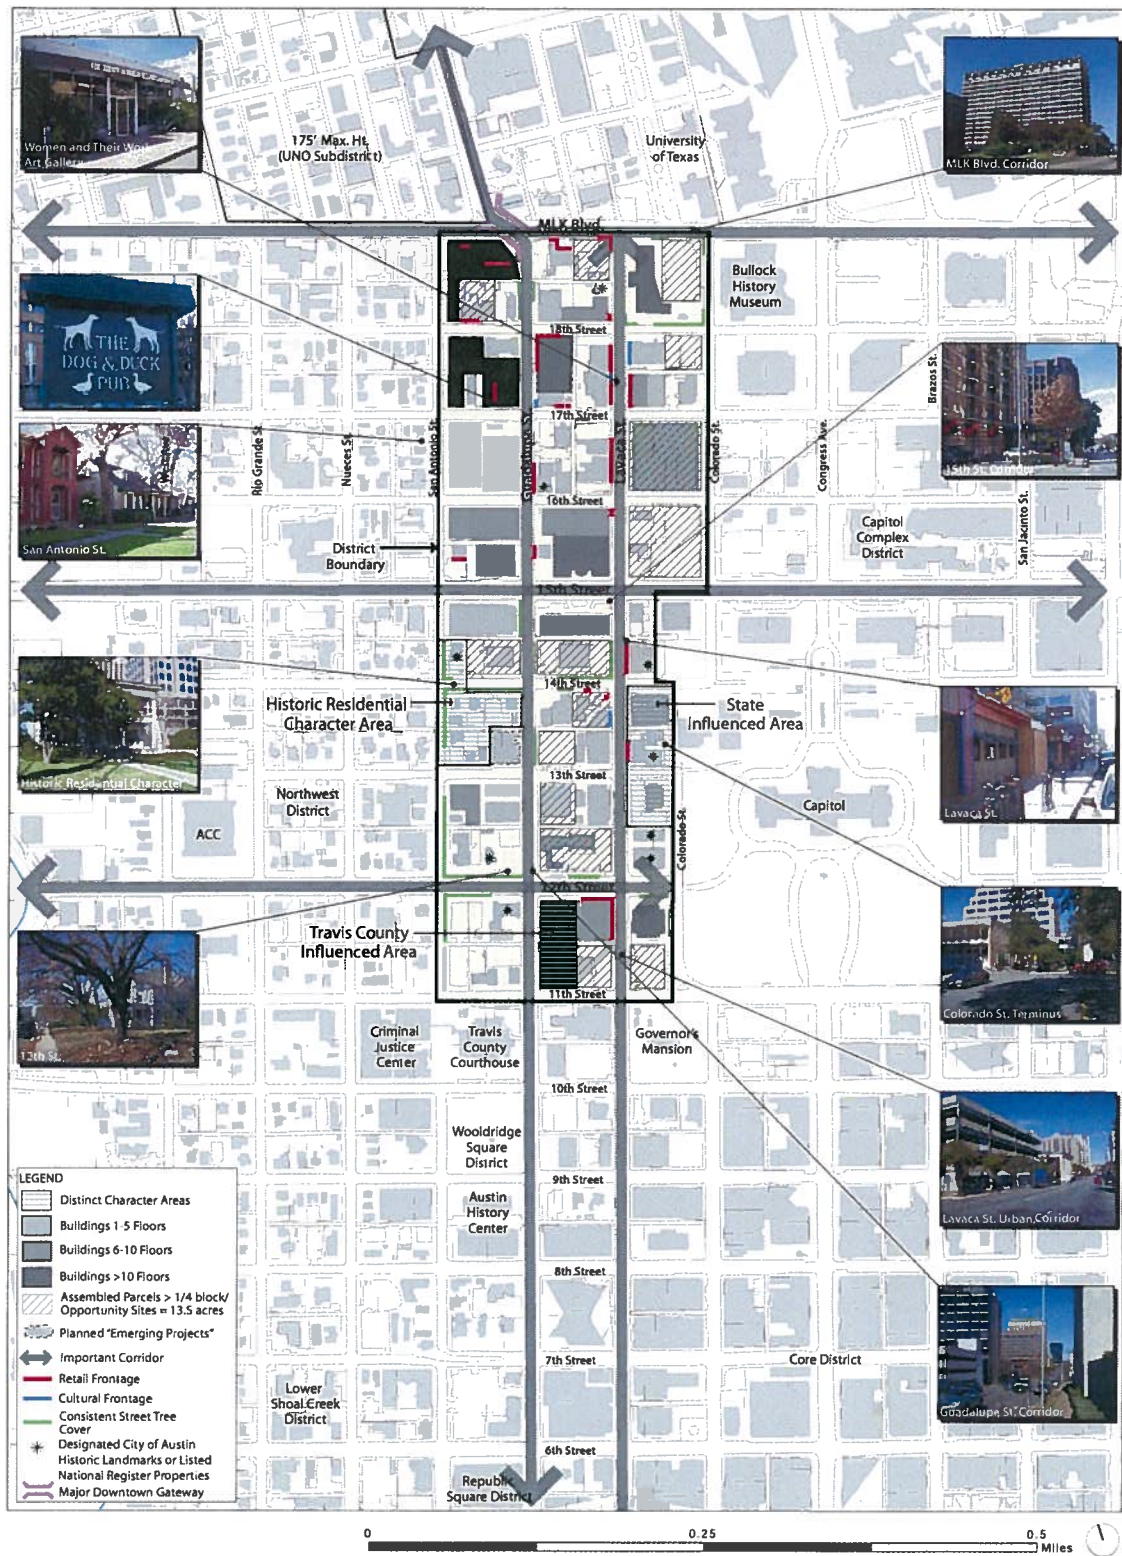 Women and Their Work
Art Gallery
175' Max. Ht.
(UNO Subdistrict)
University
of Texas
MLK Blvd. Corridor
MLK Blvd.
Bullock
History
Museum
18th Street
THE
DOG & DUCK
PUB
17th Street
Rio Grande St.
Nueces St.
San Antonio St.
Guadalupe St.
Lavaca St.
Colorado St.
Congress Ave.
Brazos St.
San Jacinto St.
15th St. Corridor
San Antonio St.
16th Street
Capitol
Complex
District
District
Boundary
15th Street
14th Street
Historic Residential
Character Area
State
Influenced Area
Historic Residential Character
Lavaca St.
13th Street
Northwest
District
Capitol
ACC
Colorado St.
12th Street
Travis County
Influenced Area
11th Street
Colorado St. Terminus
13th St.
Criminal
Justice
Center
Travis
County
Courthouse
Governor's
Mansion
10th Street
Wooldridge
Square
District
9th Street
Austin
History
Center
Lavaca St. Urban Corridor
8th Street
7th Street
Core District
Lower
Shoal Creek
District
Guadalupe St. Corridor
6th Street
Republic
Square District
LEGEND
Distinct Character Areas
Buildings 1-5 Floors
Buildings 6-10 Floors
Buildings >10 Floors
Assembled Parcels > 1/4 block/
Opportunity Sites = 13.5 acres
Planned "Emerging Projects"
Important Corridor
Retail Frontage
Cultural Frontage
Consistent Street Tree
Cover
Designated City of Austin
Historic Landmarks or Listed
National Register Properties
Major Downtown Gateway
0 0.25 0.5
Miles